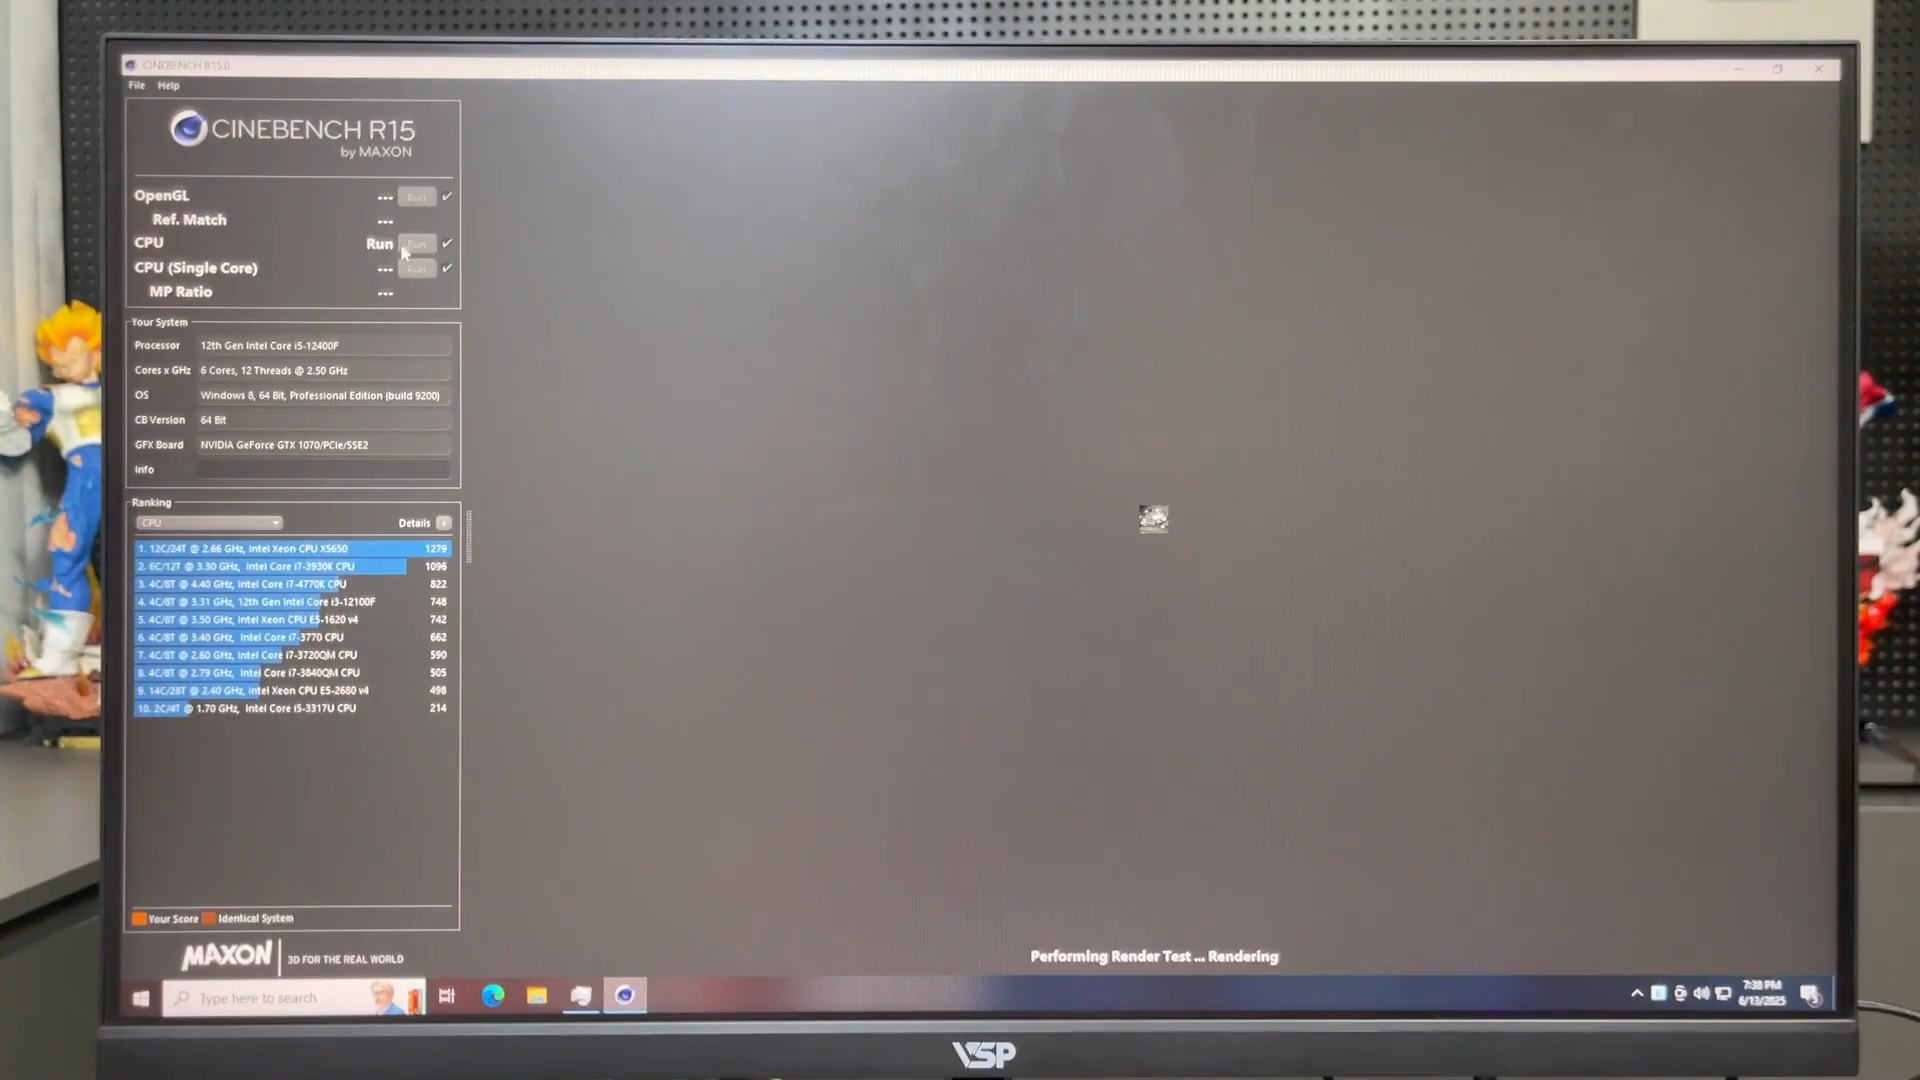 CINEBENCH R15.0
File Help
CINEBENCH R15
by MAXON
OpenGL --- Run
Ref. Match ---
CPU Run Run
CPU (Single Core) --- Run
MP Ratio ---
Your System
Processor 12th Gen Intel Core i5-12400F
Cores x GHz 6 Cores, 12 Threads @ 2.50 GHz
OS Windows 8, 64 Bit, Professional Edition (build 9200)
CB Version 64 Bit
GFX Board NVIDIA GeForce GTX 1070/PCIe/SSE2
Info
Ranking
CPU Details
1. 12C/24T @ 2.66 GHz, Intel Xeon CPU X5650 1279
2. 6C/12T @ 3.30 GHz, Intel Core i7-3930K CPU 1096
3. 4C/8T @ 4.40 GHz, Intel Core i7-4770K CPU 822
4. 4C/8T @ 3.31 GHz, 12th Gen Intel Core i3-12100F 748
5. 4C/8T @ 3.50 GHz, Intel Xeon CPU E5-1620 v4 742
6. 4C/8T @ 3.40 GHz, Intel Core i7-3770 CPU 662
7. 4C/8T @ 2.60 GHz, Intel Core i7-3720QM CPU 590
8. 4C/8T @ 2.79 GHz, Intel Core i7-3840QM CPU 505
9. 14C/28T @ 2.40 GHz, Intel Xeon CPU E5-2680 v4 498
10. 2C/4T @ 1.70 GHz, Intel Core i5-3317U CPU 214
Your Score Identical System
MAXON 3D FOR THE REAL WORLD
Performing Render Test ... Rendering
Type here to search
7:38 PM
6/13/2025
VSP